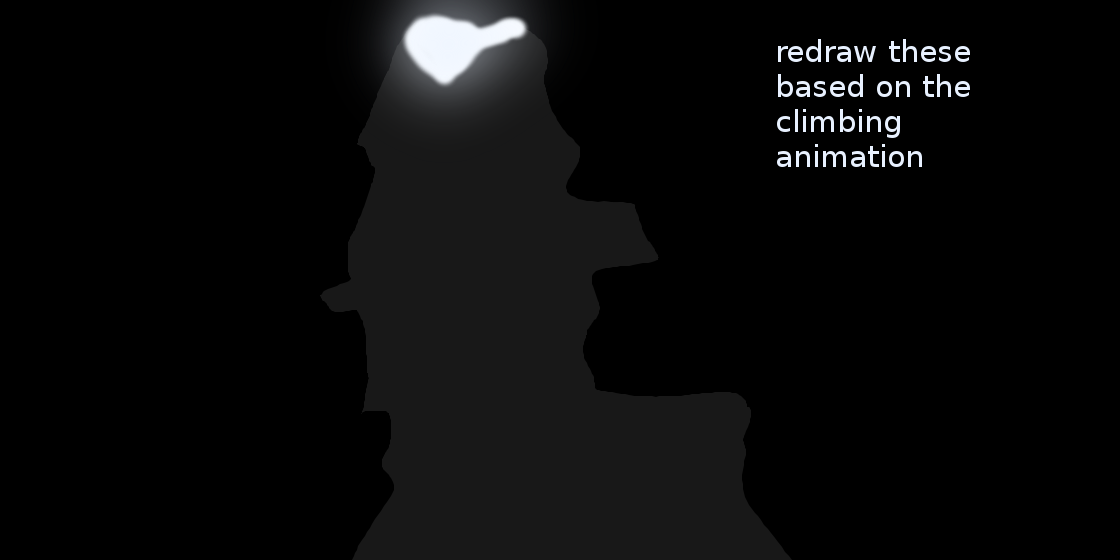 redraw these
based on the
climbing
animation